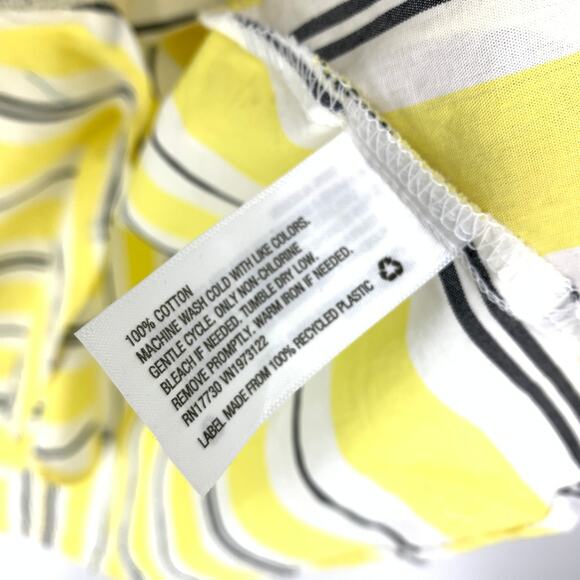 100% COTTON
MACHINE WASH COLD WITH LIKE COLORS.
GENTLE CYCLE. ONLY NON-CHLORINE
BLEACH IF NEEDED. TUMBLE DRY LOW.
REMOVE PROMPTLY. WARM IRON IF NEEDED.
RN17730 VN1973122
LABEL MADE FROM 100% RECYCLED PLASTIC